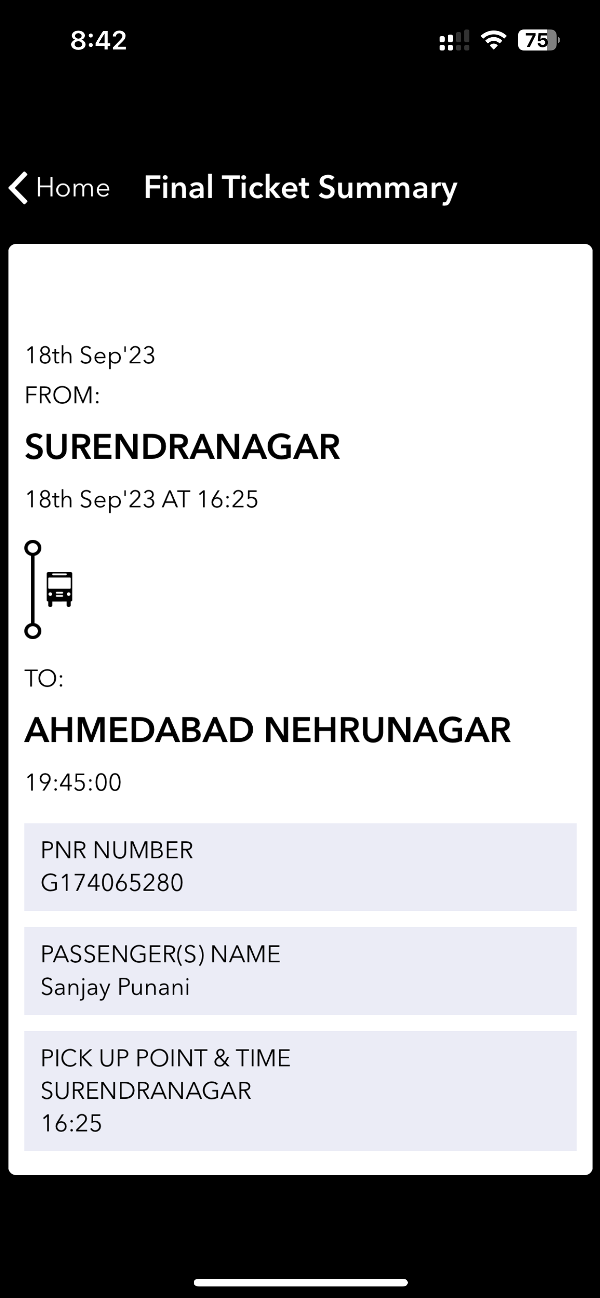 8:42
75
Home
Final Ticket Summary
18th Sep'23
FROM:
SURENDRANAGAR
18th Sep'23 AT 16:25
TO:
AHMEDABAD NEHRUNAGAR
19:45:00
PNR NUMBER
G174065280
PASSENGER(S) NAME
Sanjay Punani
PICK UP POINT & TIME
SURENDRANAGAR
16:25